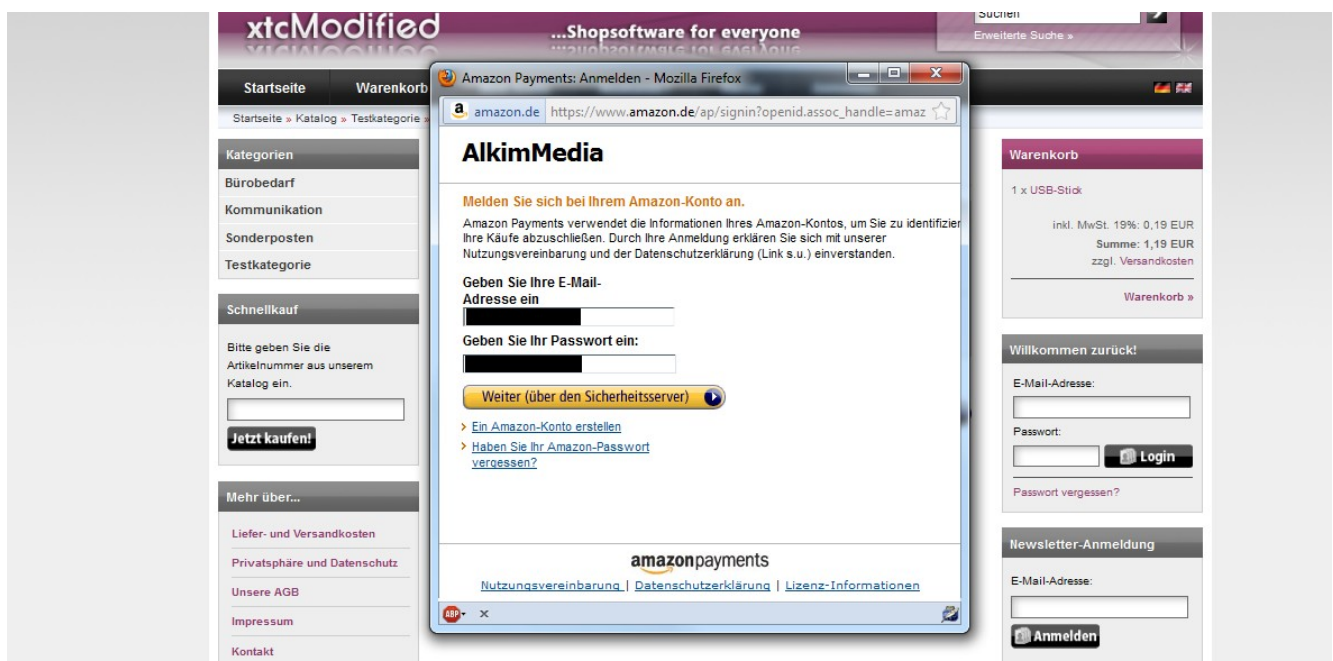 xtcModified
...Shopsoftware for everyone
Suchen
Erweiterte Suche »
Startseite
Warenkorb
Startseite » Katalog » Testkategorie »
Kategorien
Bürobedarf
Kommunikation
Sonderposten
Testkategorie
Schnellkauf
Bitte geben Sie die
Artikelnummer aus unserem
Katalog ein.
Jetzt kaufen!
Mehr über...
Liefer- und Versandkosten
Privatsphäre und Datenschutz
Unsere AGB
Impressum
Kontakt
Amazon Payments: Anmelden - Mozilla Firefox
amazon.de https://www.amazon.de/ap/signin?openid.assoc_handle=amaz
AlkimMedia
Melden Sie sich bei Ihrem Amazon-Konto an.
Amazon Payments verwendet die Informationen Ihres Amazon-Kontos, um Sie zu identifizier
Ihre Käufe abzuschließen. Durch Ihre Anmeldung erklären Sie sich mit unserer
Nutzungsvereinbarung und der Datenschutzerklärung (Link s.u.) einverstanden.
Geben Sie Ihre E-Mail-
Adresse ein
Geben Sie Ihr Passwort ein:
Weiter (über den Sicherheitsserver)
Ein Amazon-Konto erstellen
Haben Sie Ihr Amazon-Passwort
vergessen?
amazonpayments
Nutzungsvereinbarung | Datenschutzerklärung | Lizenz-Informationen
ABP
Warenkorb
1 x USB-Stick
inkl. MwSt. 19%: 0,19 EUR
Summe: 1,19 EUR
zzgl. Versandkosten
Warenkorb »
Willkommen zurück!
E-Mail-Adresse:
Passwort:
Login
Passwort vergessen?
Newsletter-Anmeldung
E-Mail-Adresse:
Anmelden